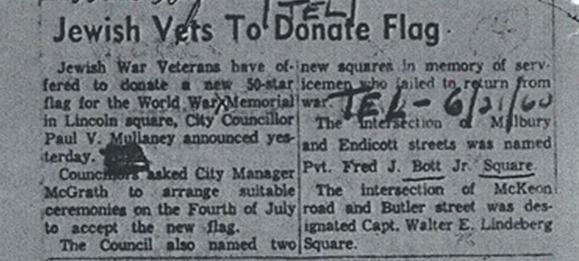 TEL
Jewish Vets To Donate Flag
Jewish War Veterans have of-
fered to donate a new 50-star
flag for the World War Memorial
in Lincoln square, City Councillor
Paul V. Mullaney announced yes-
terday.
Councillors asked City Manager
McGrath to arrange suitable
ceremonies on the Fourth of July
to accept the new flag.
The Council also named two
new squares in memory of serv-
icemen who failed to return from
war.
TEL - 6/21/60
The intersection of Millbury
and Endicott streets was named
Pvt. Fred J. Bott Jr. Square.
The intersection of McKeon
road and Butler street was des-
ignated Capt. Walter E. Lindeberg
Square.